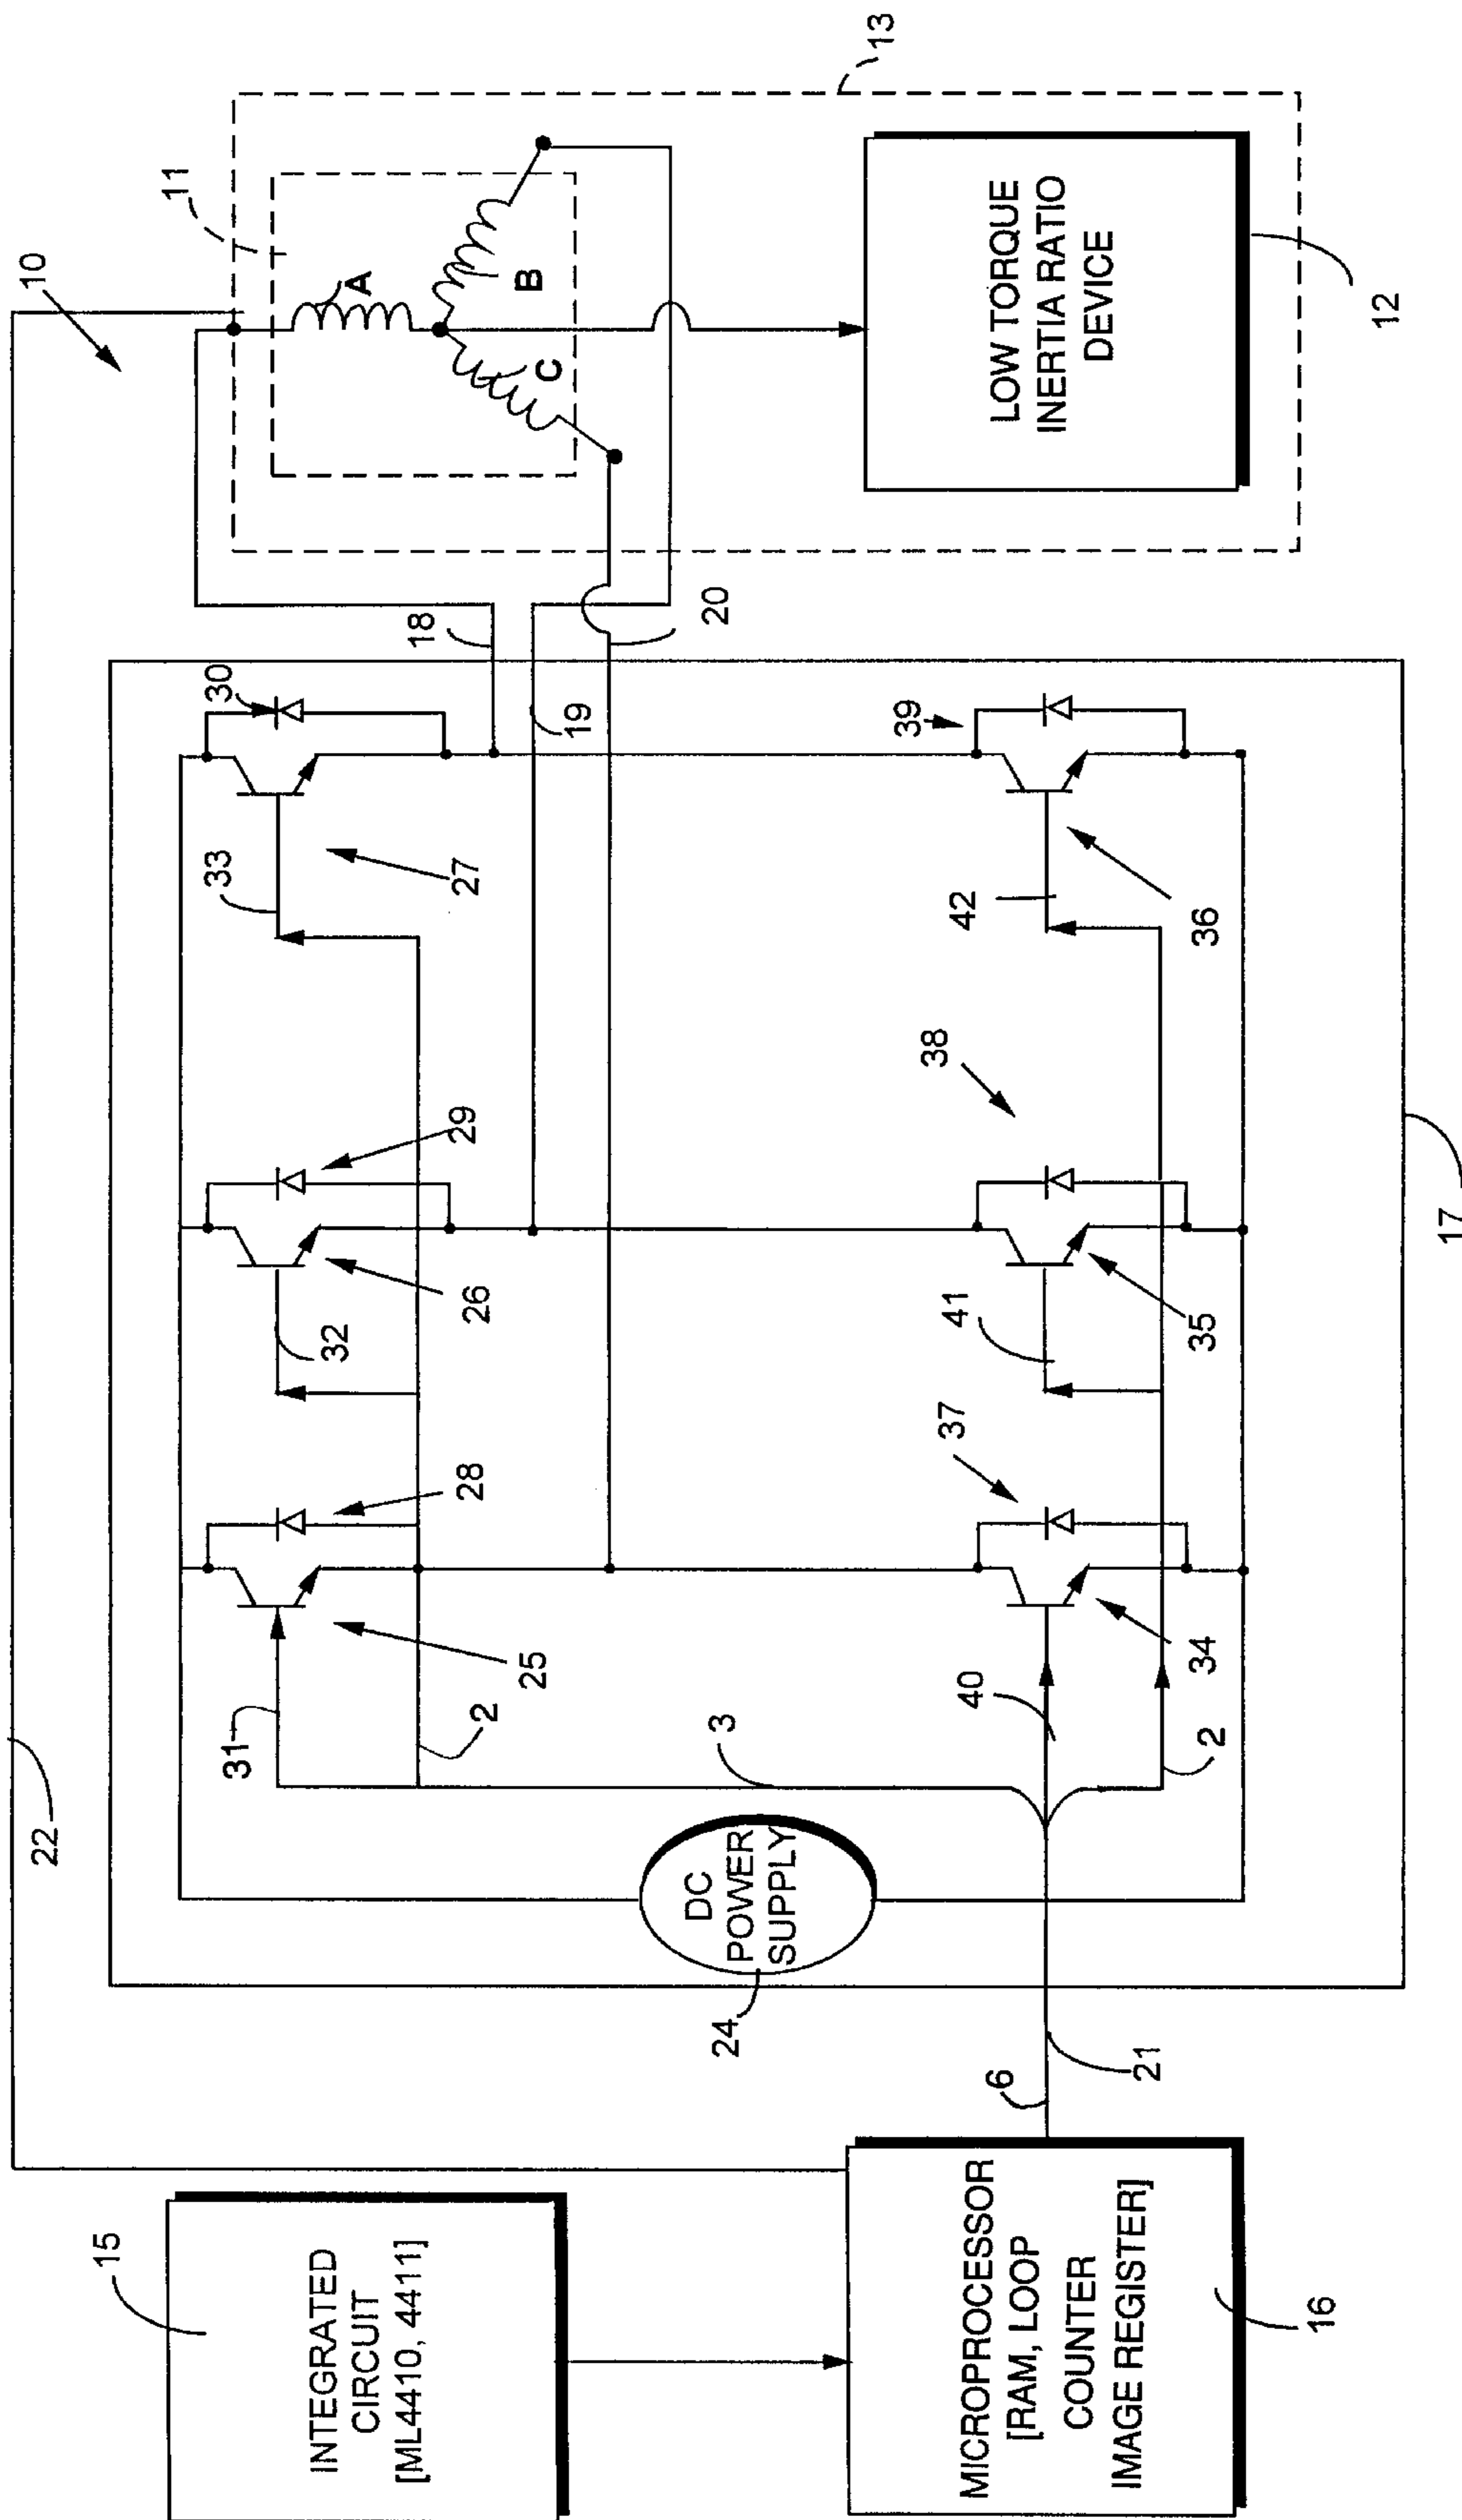 10
13
11
A
B
C
LOW TORQUE
INERTIA RATIO
DEVICE
12
18
19
20
30
33
27
39
42
36
29
32
26
38
41
35
28
37
31
25
2
3
40
34
2
17
22
DC
POWER
SUPPLY
24
6
21
15
INTEGRATED
CIRCUIT
[ML4410, 4411]
MICROPROCESSOR
[RAM, LOOP
COUNTER
IMAGE REGISTER]
16